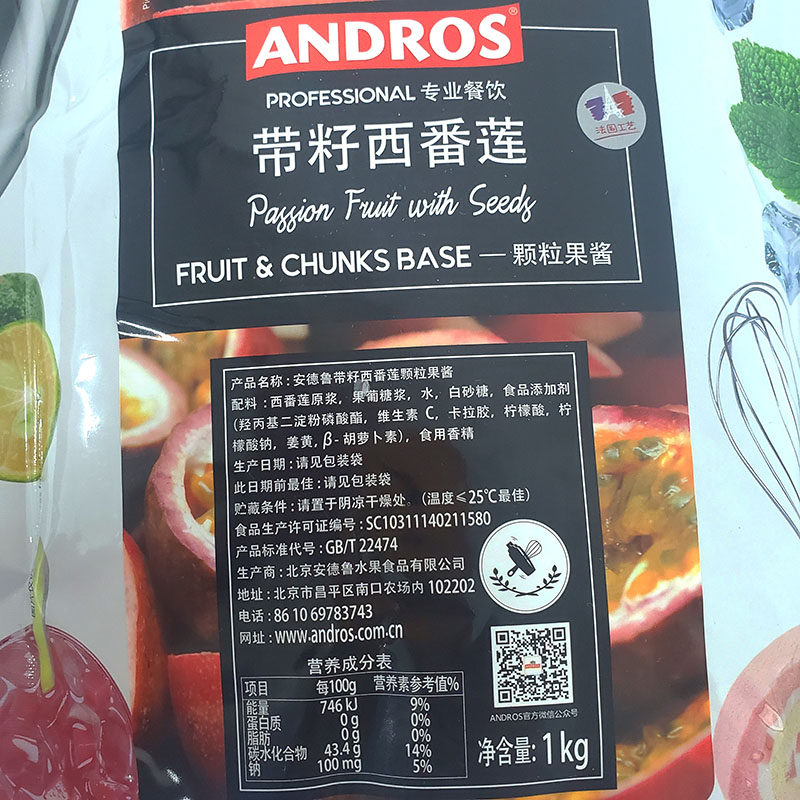 ANDROS®
PROFESSIONAL 专业餐饮
法国工艺
带籽西番莲
Passion Fruit with Seeds
FRUIT & CHUNKS BASE — 颗粒果酱
产品名称：安德鲁带籽西番莲颗粒果酱
配料：西番莲原浆，果葡糖浆，水，白砂糖，食品添加剂
(羟丙基二淀粉磷酸酯，维生素 C，卡拉胶，柠檬酸，柠
檬酸钠，姜黄，β-胡萝卜素)，食用香精
生产日期：请见包装袋
此日期前最佳：请见包装袋
贮藏条件：请置于阴凉干燥处。(温度≤25℃最佳)
食品生产许可证编号：SC10311140211580
产品标准代号：GB/T 22474
生产商：北京安德鲁水果食品有限公司
地址：北京市昌平区南口农场内 102202
电话：86 10 69783743
网址：www.andros.com.cn
ANDROS官方微信公众号
营养成分表
项目 每100g 营养素参考值%
能量 746 kJ 9%
蛋白质 0 g 0%
脂肪 0 g 0%
碳水化合物 43.4 g 14%
钠 100 mg 5%
净含量：1 kg